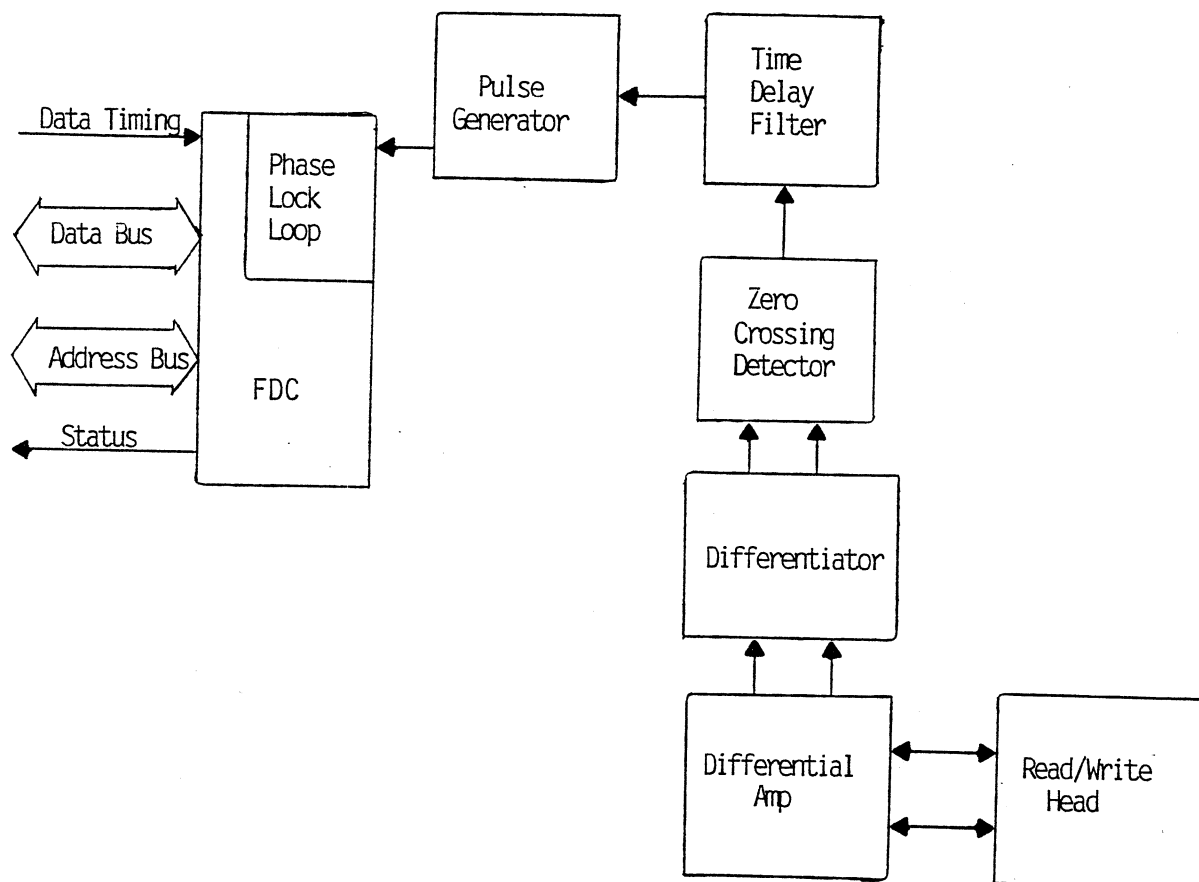 Data Timing
Data Bus
Address Bus
Status
Phase
Lock
Loop
FDC
Pulse
Generator
Time
Delay
Filter
Zero
Crossing
Detector
Differentiator
Differential
Amp
Read/Write
Head